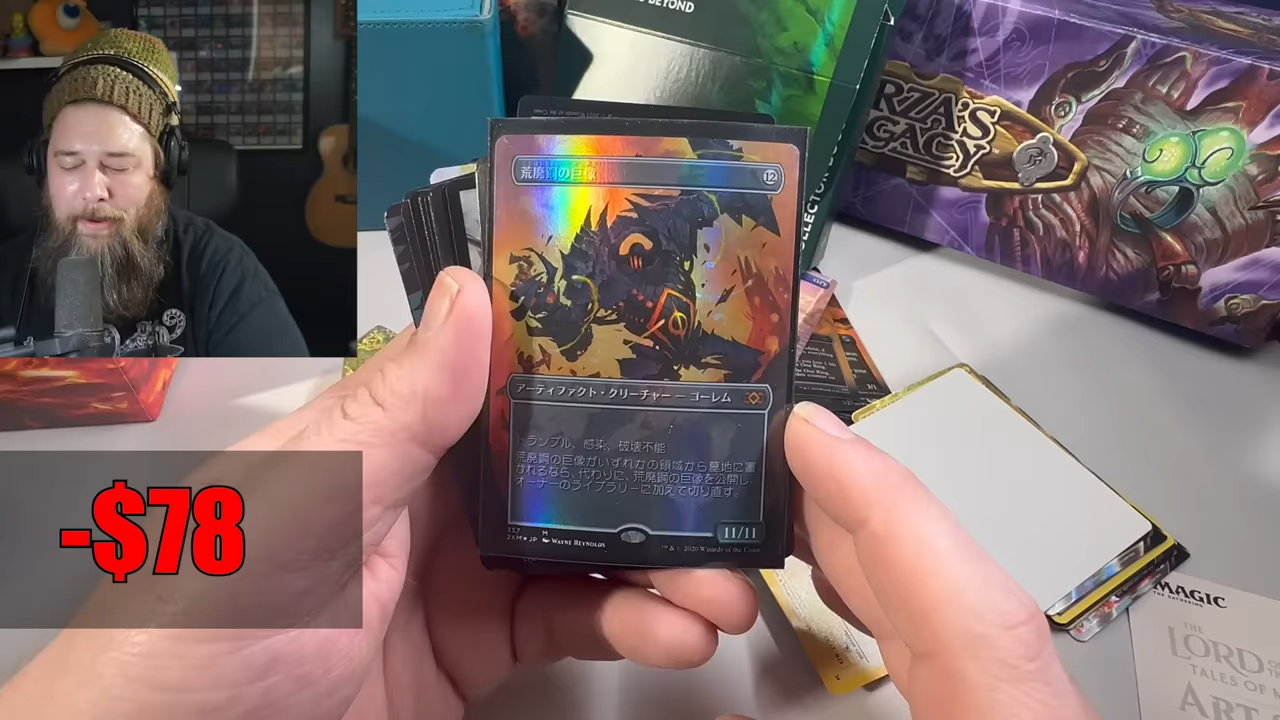 BEYOND
RZA'S
GACY
COLLECTOR
荒廃鋼の巨像
12
アーティファクト・クリーチャー — ゴーレム
トランプル、感染、破壊不能
荒廃鋼の巨像がいずれかの領域から墓地に置
かれるなら、代わりに、荒廃鋼の巨像を公開し、
オーナーのライブラリーに加えて切り直す。
11/11
357 M
2XM ★ JP WAYNE REYNOLDS
™ & © 2020 Wizards of the Coast
-$78
MAGIC
THE GATHERING
THE
LORD
TALES OF
ART